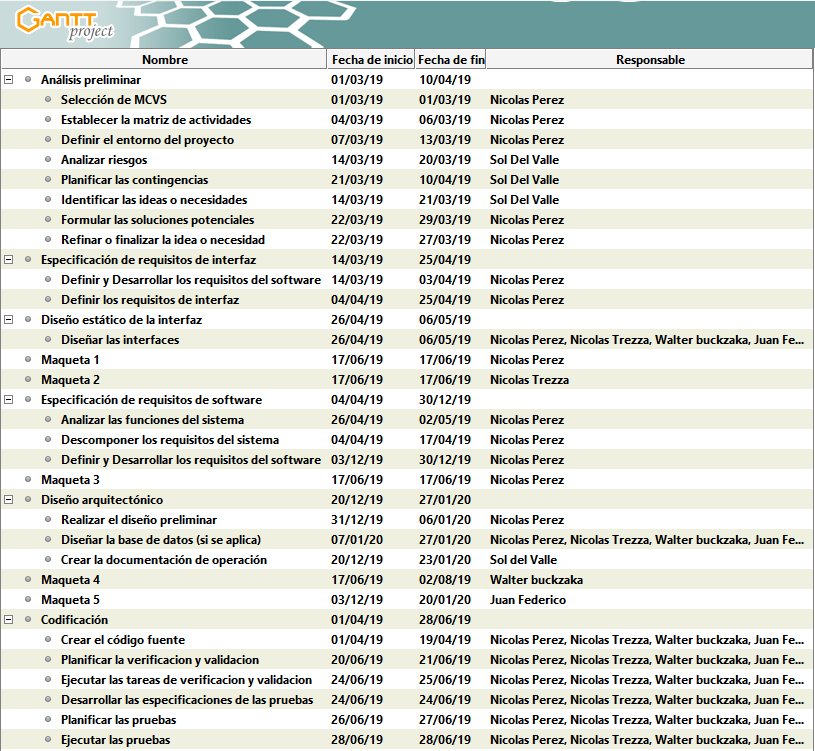 GANTT
project
Nombre Fecha de inicio Fecha de fin Responsable
Análisis preliminar 01/03/19 10/04/19
Selección de MCVS 01/03/19 01/03/19 Nicolas Perez
Establecer la matriz de actividades 04/03/19 06/03/19 Nicolas Perez
Definir el entorno del proyecto 07/03/19 13/03/19 Nicolas Perez
Analizar riesgos 14/03/19 20/03/19 Sol Del Valle
Planificar las contingencias 21/03/19 10/04/19 Sol Del Valle
Identificar las ideas o necesidades 14/03/19 21/03/19 Sol Del Valle
Formular las soluciones potenciales 22/03/19 29/03/19 Nicolas Perez
Refinar o finalizar la idea o necesidad 22/03/19 27/03/19 Nicolas Perez
Especificación de requisitos de interfaz 14/03/19 25/04/19
Definir y Desarrollar los requisitos del software 14/03/19 03/04/19 Nicolas Perez
Definir los requisitos de interfaz 04/04/19 25/04/19 Nicolas Perez
Diseño estático de la interfaz 26/04/19 06/05/19
Diseñar las interfaces 26/04/19 06/05/19 Nicolas Perez, Nicolas Trezza, Walter buckzaka, Juan Fe...
Maqueta 1 17/06/19 17/06/19 Nicolas Perez
Maqueta 2 17/06/19 17/06/19 Nicolas Trezza
Especificación de requisitos de software 04/04/19 30/12/19
Analizar las funciones del sistema 26/04/19 02/05/19 Nicolas Perez
Descomponer los requisitos del sistema 04/04/19 17/04/19 Nicolas Perez
Definir y Desarrollar los requisitos del software 03/12/19 30/12/19 Nicolas Perez
Maqueta 3 17/06/19 17/06/19 Nicolas Perez
Diseño arquitectónico 20/12/19 27/01/20
Realizar el diseño preliminar 31/12/19 06/01/20 Nicolas Perez
Diseñar la base de datos (si se aplica) 07/01/20 27/01/20 Nicolas Perez, Nicolas Trezza, Walter buckzaka, Juan Fe...
Crear la documentación de operación 20/12/19 23/01/20 Sol del Valle
Maqueta 4 17/06/19 02/08/19 Walter buckzaka
Maqueta 5 03/12/19 20/01/20 Juan Federico
Codificación 01/04/19 28/06/19
Crear el código fuente 01/04/19 19/04/19 Nicolas Perez, Nicolas Trezza, Walter buckzaka, Juan Fe...
Planificar la verificación y validacion 20/06/19 21/06/19 Nicolas Perez, Nicolas Trezza, Walter buckzaka, Juan Fe...
Ejecutar las tareas de verificacion y validacion 24/06/19 25/06/19 Nicolas Perez, Nicolas Trezza, Walter buckzaka, Juan Fe...
Desarrollar las especificaciones de las pruebas 24/06/19 24/06/19 Nicolas Perez, Nicolas Trezza, Walter buckzaka, Juan Fe...
Planificar las pruebas 26/06/19 27/06/19 Nicolas Perez, Nicolas Trezza, Walter buckzaka, Juan Fe...
Ejecutar las pruebas 28/06/19 28/06/19 Nicolas Perez, Nicolas Trezza, Walter buckzaka, Juan Fe...